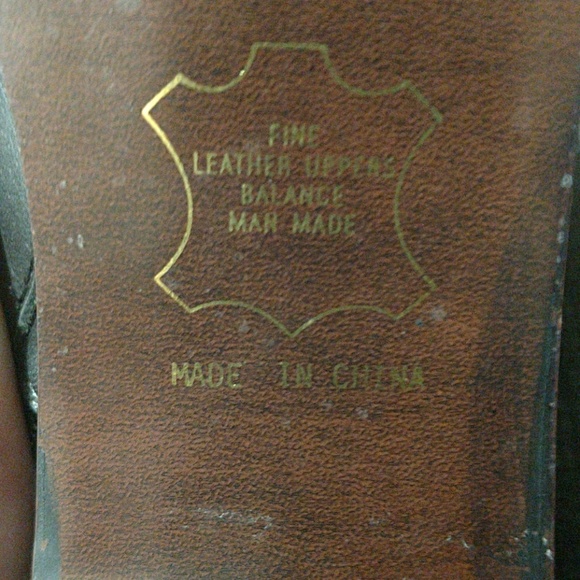 FINE
LEATHER UPPERS
BALANCE
MAN MADE
MADE IN CHINA